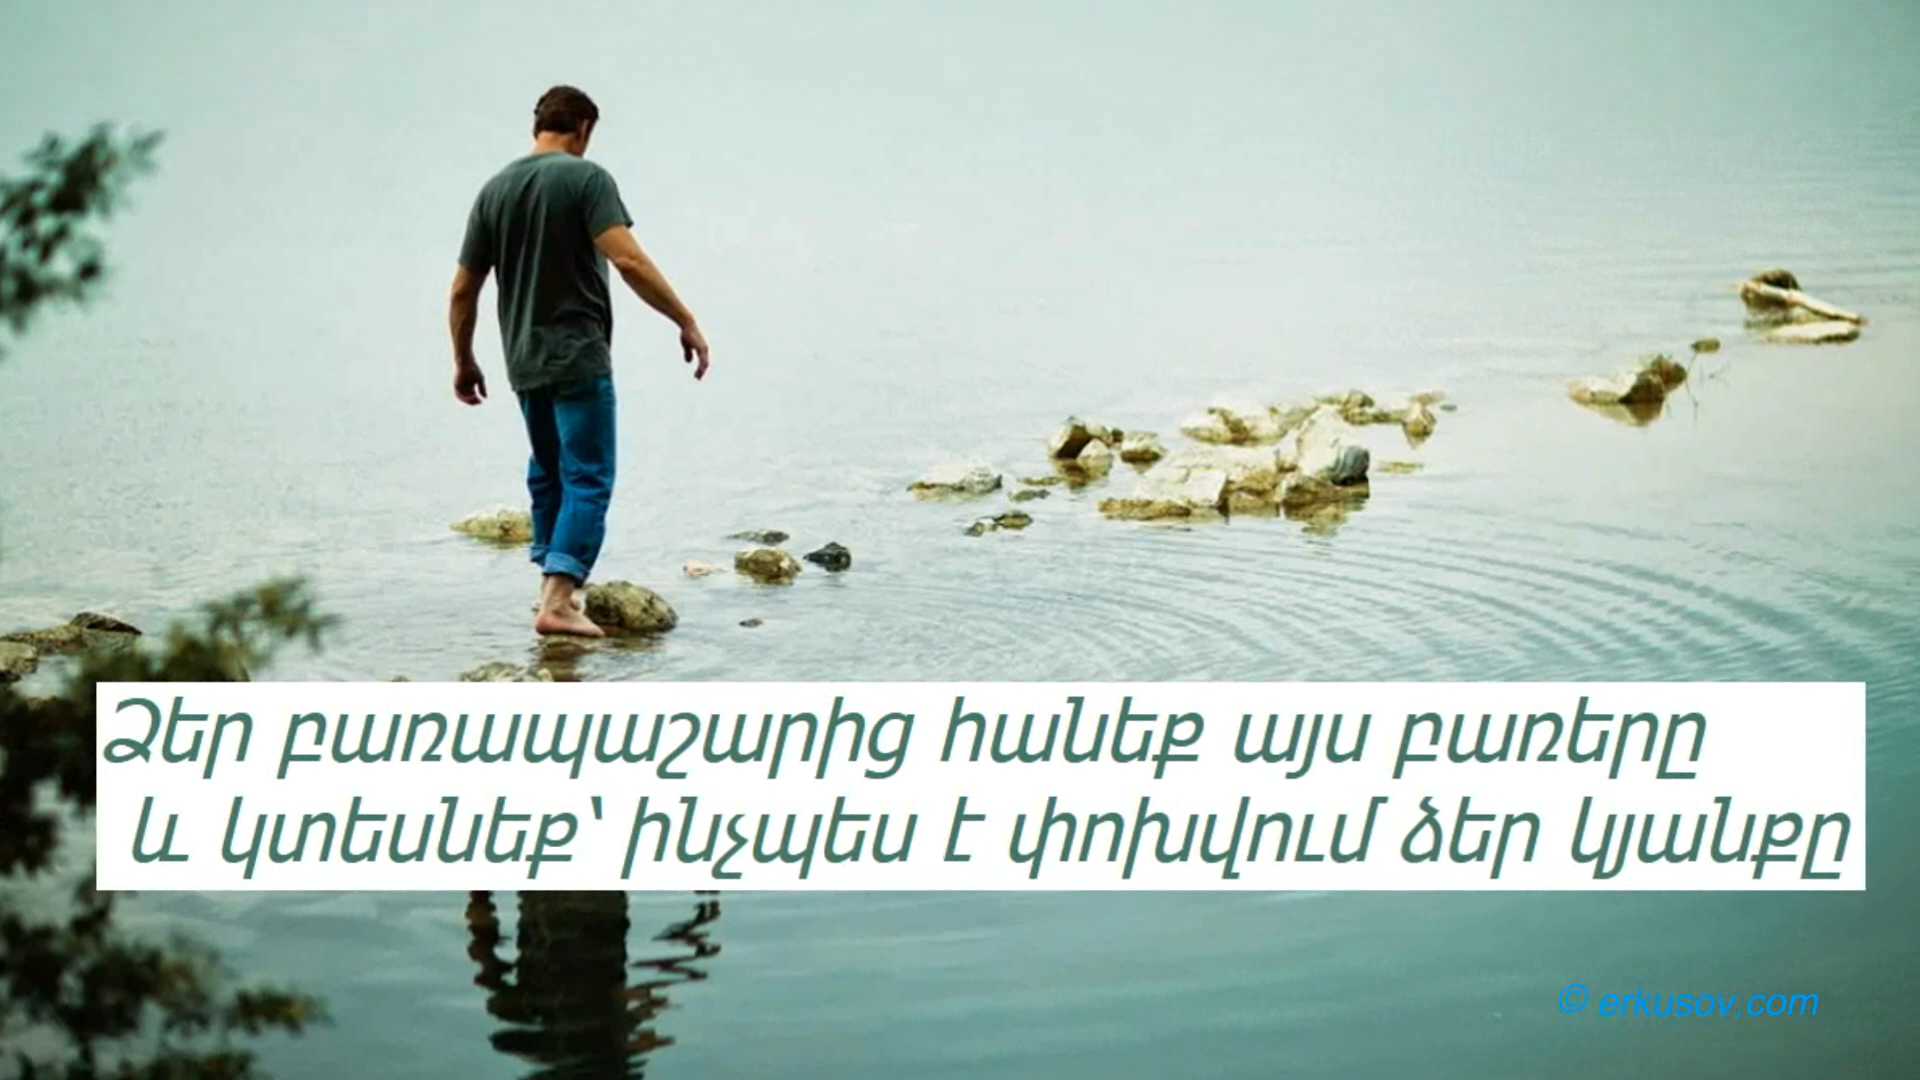 Ձեր բառապաշարից հանեք այս բառերը
և կտեսնեք՝ ինչպես է փոխվում ձեր կյանքը
© erkusov.com